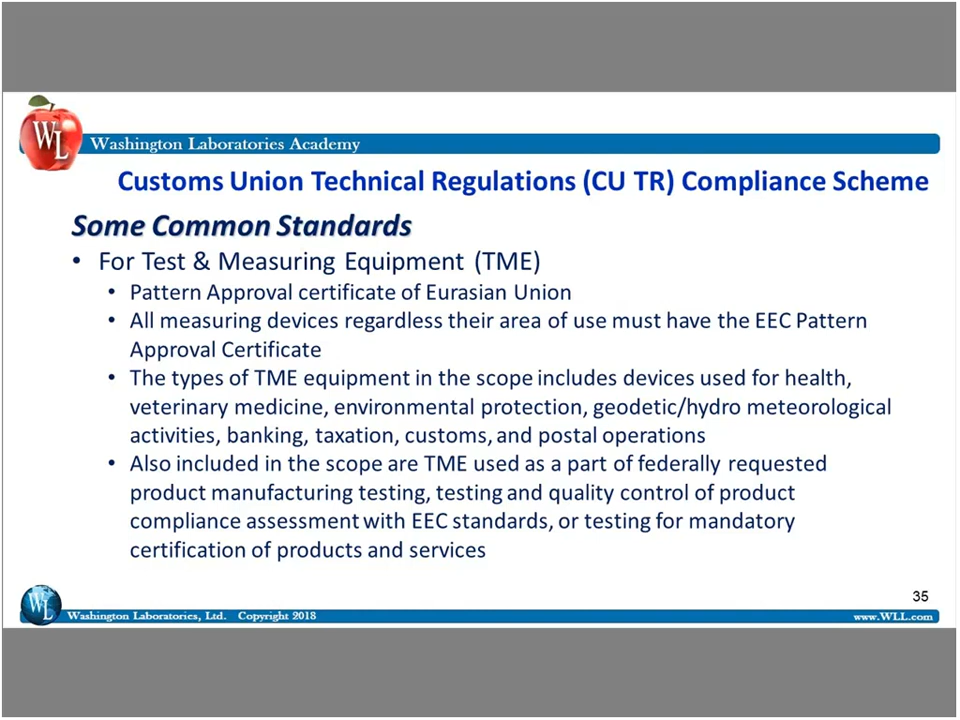 WL
Washington Laboratories Academy
Customs Union Technical Regulations (CU TR) Compliance Scheme
Some Common Standards
• For Test & Measuring Equipment (TME)
• Pattern Approval certificate of Eurasian Union
• All measuring devices regardless their area of use must have the EEC Pattern
Approval Certificate
• The types of TME equipment in the scope includes devices used for health,
veterinary medicine, environmental protection, geodetic/hydro meteorological
activities, banking, taxation, customs, and postal operations
• Also included in the scope are TME used as a part of federally requested
product manufacturing testing, testing and quality control of product
compliance assessment with EEC standards, or testing for mandatory
certification of products and services
35
WL
Washington Laboratories, Ltd. Copyright 2018
www.WLL.com